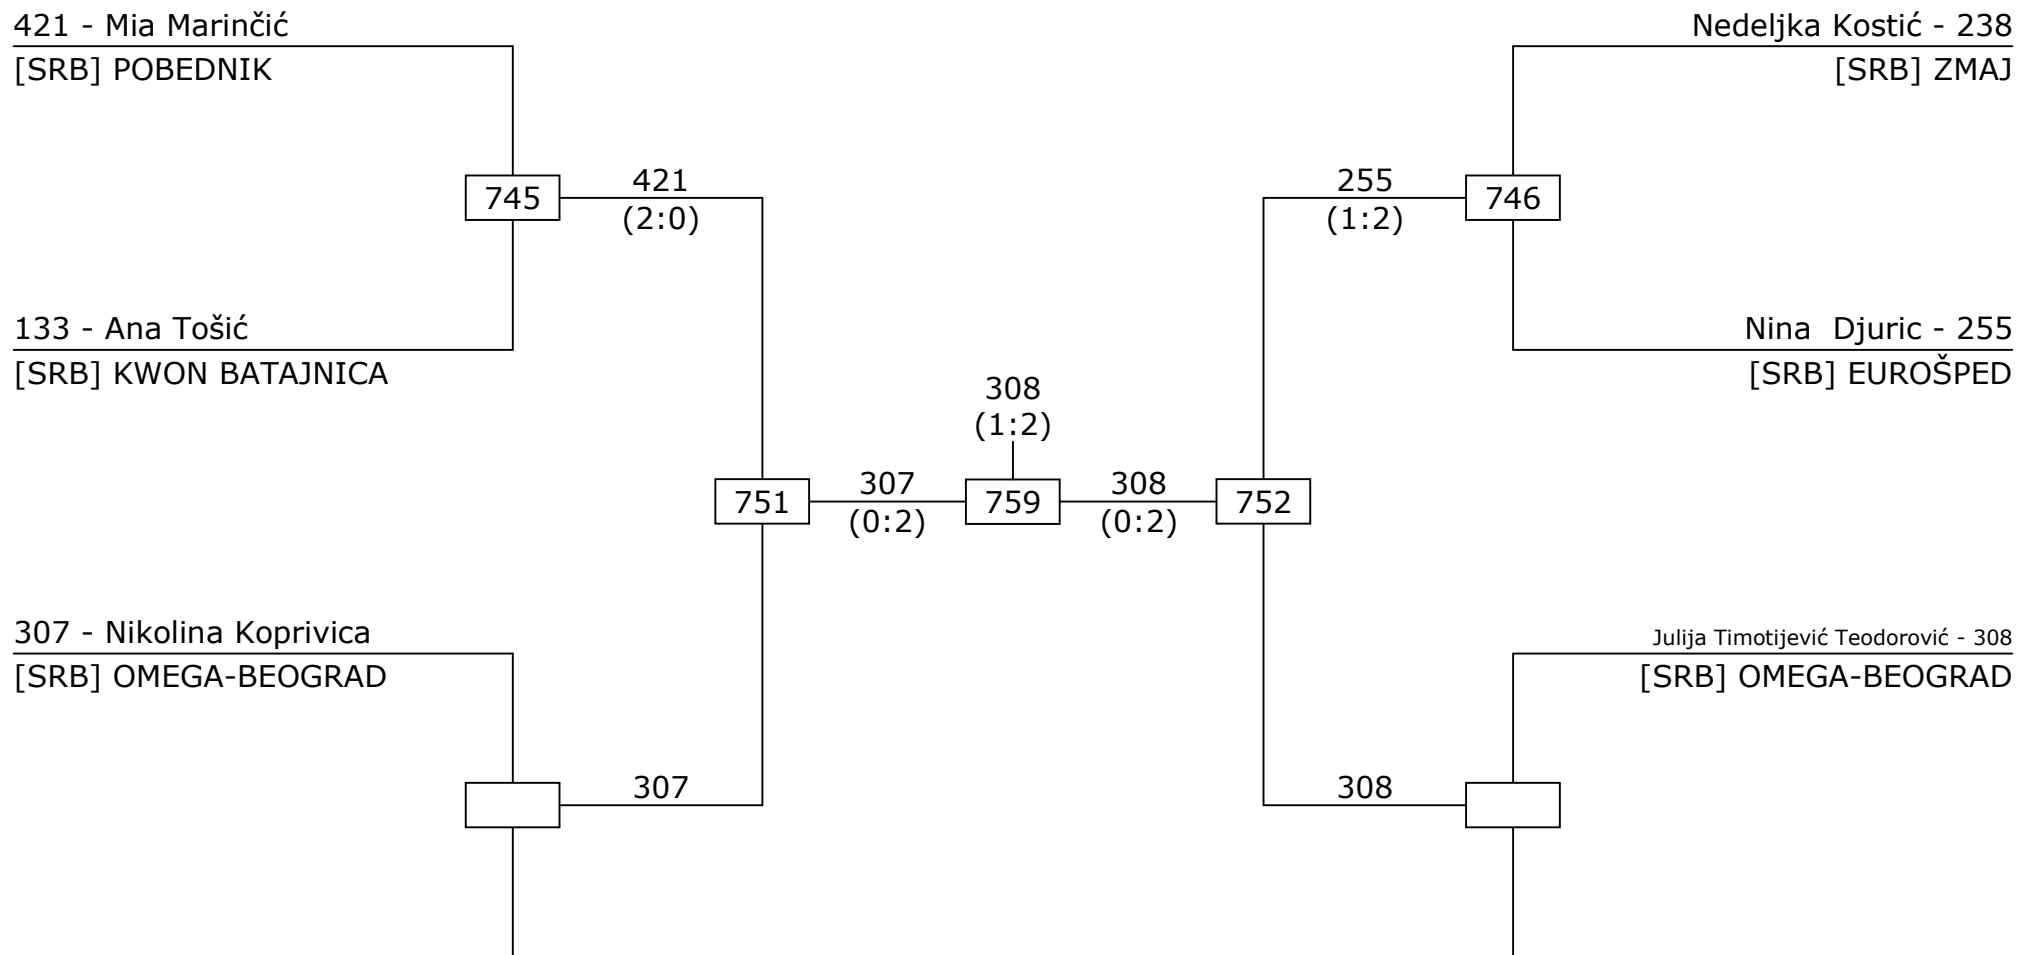 421 - Mia Marinčić
[SRB] POBEDNIK
Nedeljka Kostić - 238
[SRB] ZMAJ
745
421
(2:0)
255
(1:2)
746
133 - Ana Tošić
[SRB] KWON BATAJNICA
Nina  Djuric - 255
[SRB] EUROŠPED
308
(1:2)
751
307
(0:2)
759
308
(0:2)
752
307 - Nikolina Koprivica
[SRB] OMEGA-BEOGRAD
Julija Timotijević Teodorović - 308
[SRB] OMEGA-BEOGRAD
307
308